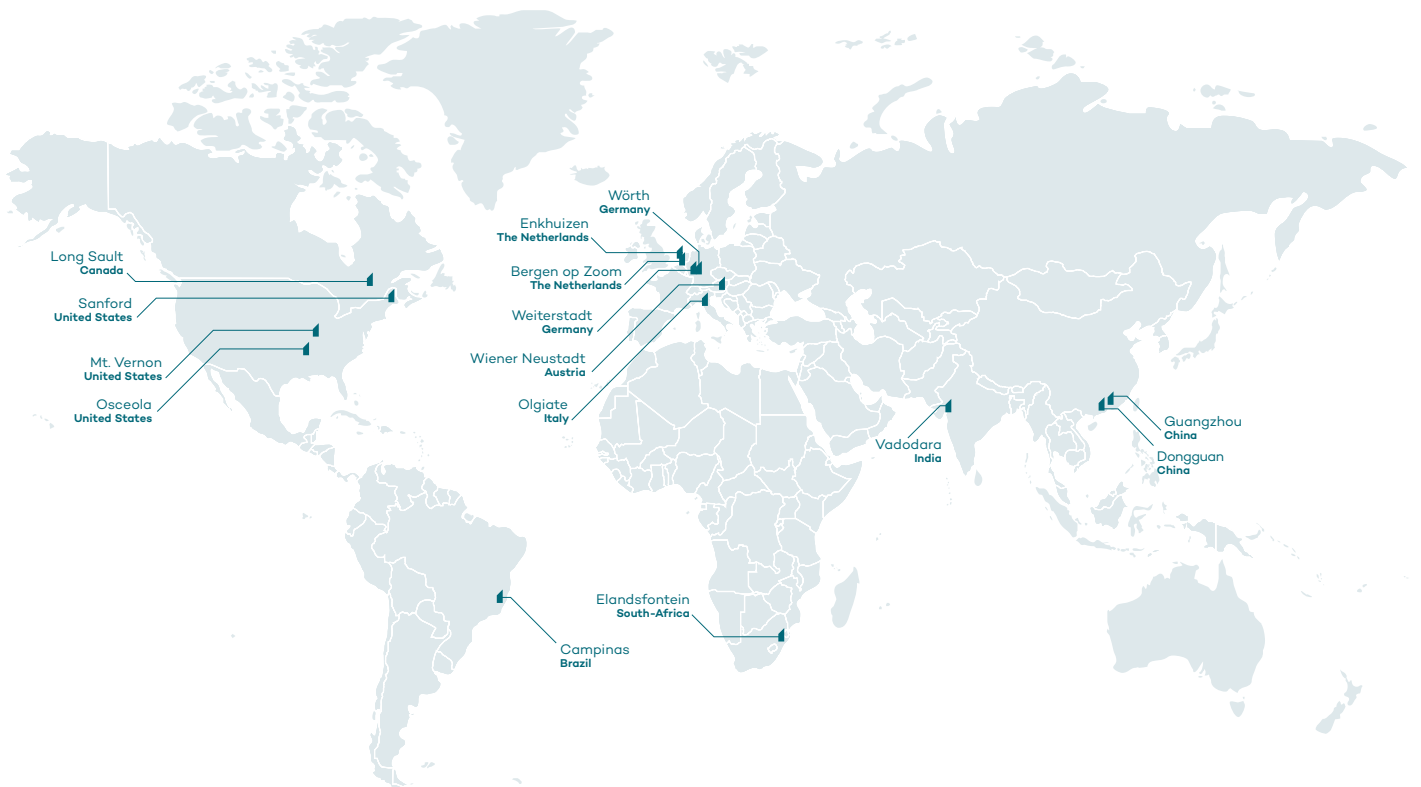 Wörth
Germany
Enkhuizen
The Netherlands
Long Sault
Canada
Bergen op Zoom
The Netherlands
Sanford
United States
Weiterstadt
Germany
Mt. Vernon
United States
Wiener Neustadt
Austria
Osceola
United States
Olgiate
Italy
Guangzhou
China
Vadodara
India
Dongguan
China
Elandsfontein
South-Africa
Campinas
Brazil